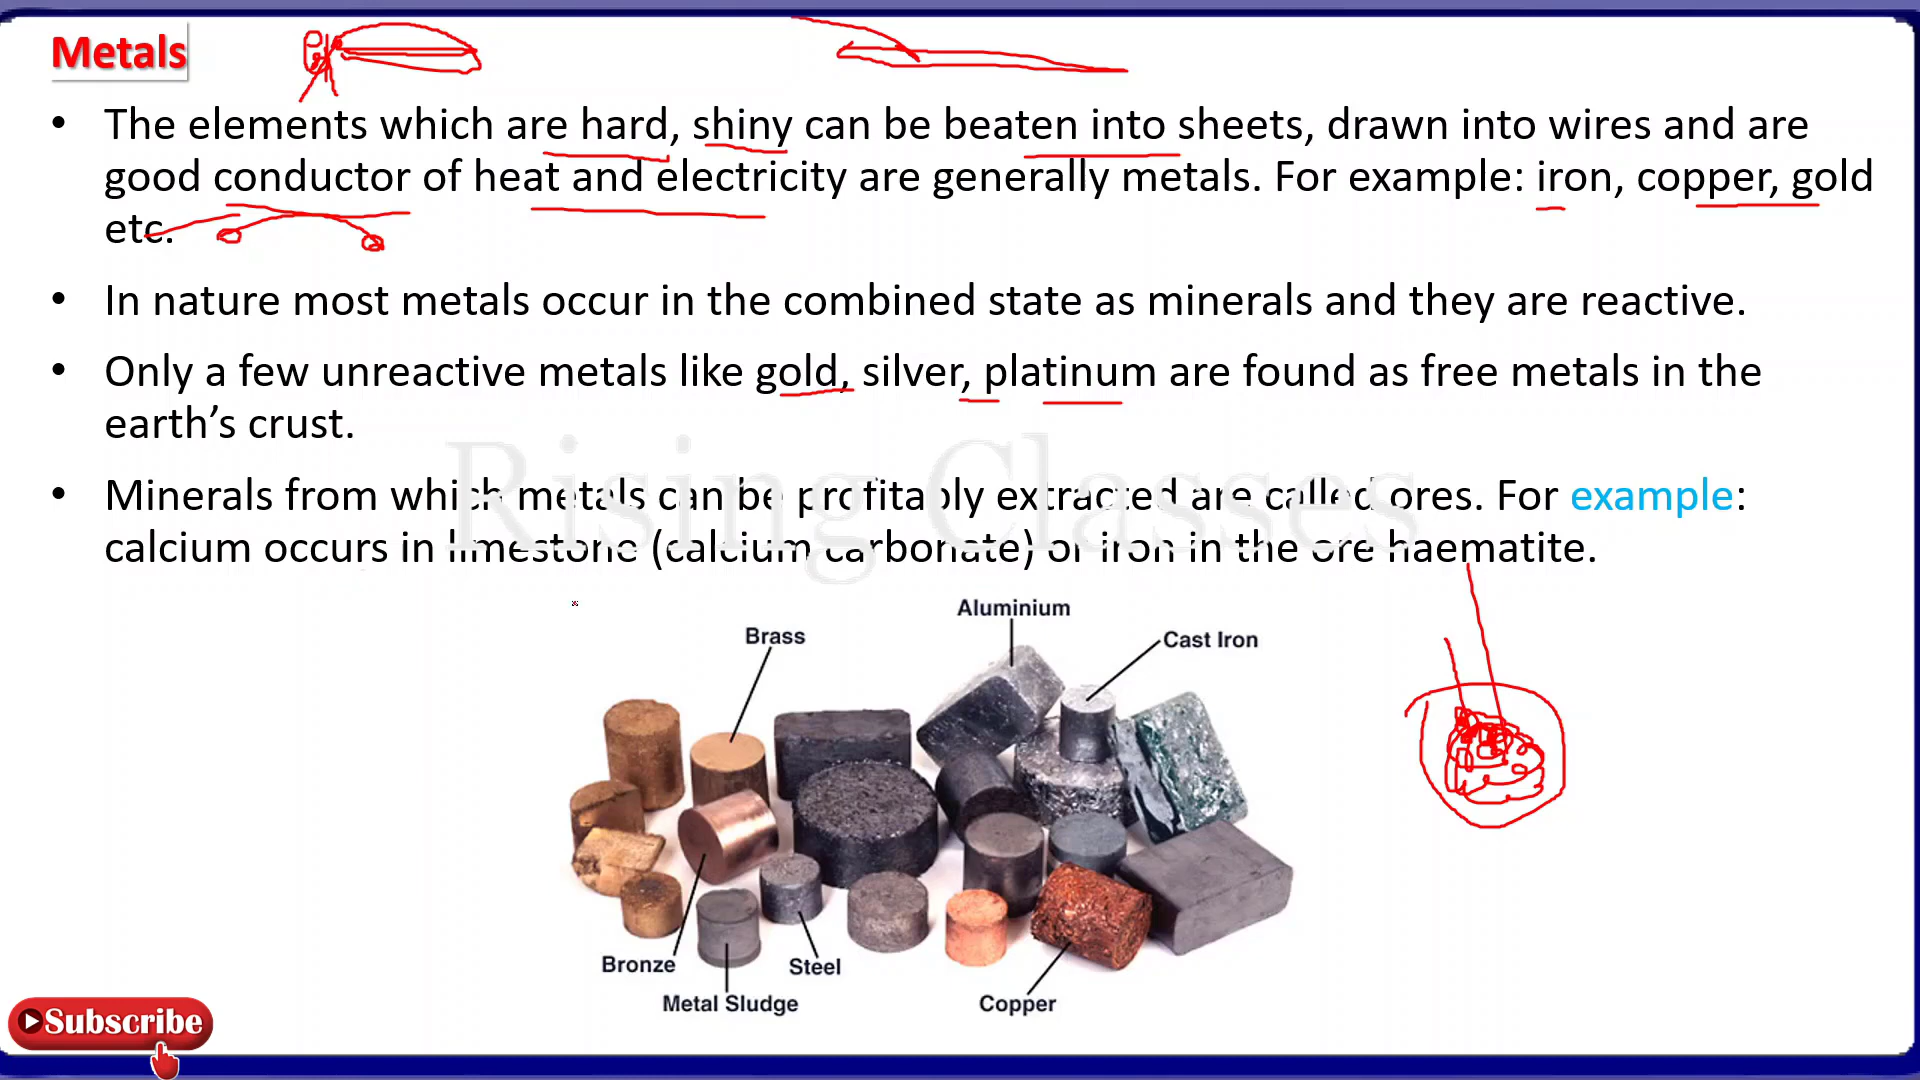 Metals
• The elements which are hard, shiny can be beaten into sheets, drawn into wires and are
good conductor of heat and electricity are generally metals. For example: iron, copper, gold
etc.
• In nature most metals occur in the combined state as minerals and they are reactive.
• Only a few unreactive metals like gold, silver, platinum are found as free metals in the
earth’s crust.
Rising Classes
• Minerals from which metals can be profitably extracted are called ores. For example:
calcium occurs in limestone (calcium carbonate) or iron in the ore haematite.
Aluminium
Brass
Cast Iron
Bronze
Steel
Metal Sludge
Copper
Subscribe